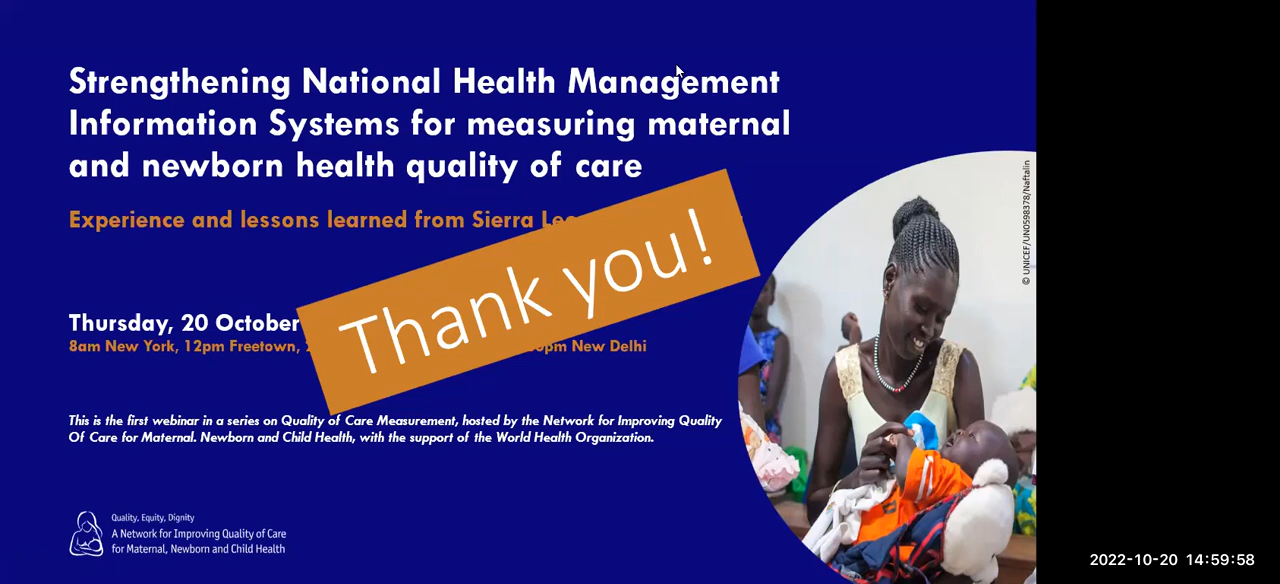 Strengthening National Health Management
Information Systems for measuring maternal
and newborn health quality of care
Experience and lessons learned from Sierra
Thank you!
Thursday, 20 October
8am New York, 12pm Freetown,
New Delhi
This is the first webinar in a series on Quality of Care Measurement, hosted by the Network for Improving Quality
Of Care for Maternal. Newborn and Child Health, with the support of the World Health Organization.
© UNICEF/UN0598378/Naftalin
Quality, Equity, Dignity
A Network for Improving Quality of Care
for Maternal, Newborn and Child Health
2022-10-20 14:59:58